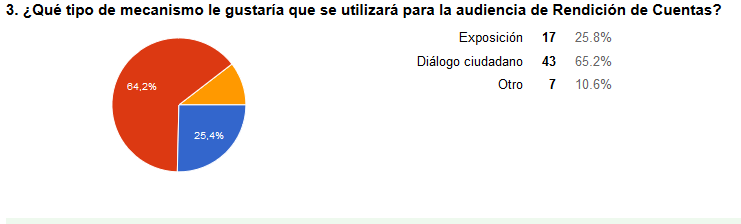 3. ¿Qué tipo de mecanismo le gustaría que se utilizará para la audiencia de Rendición de Cuentas?
Exposición 17 25.8%
Diálogo ciudadano 43 65.2%
Otro 7 10.6%
64,2%
25,4%